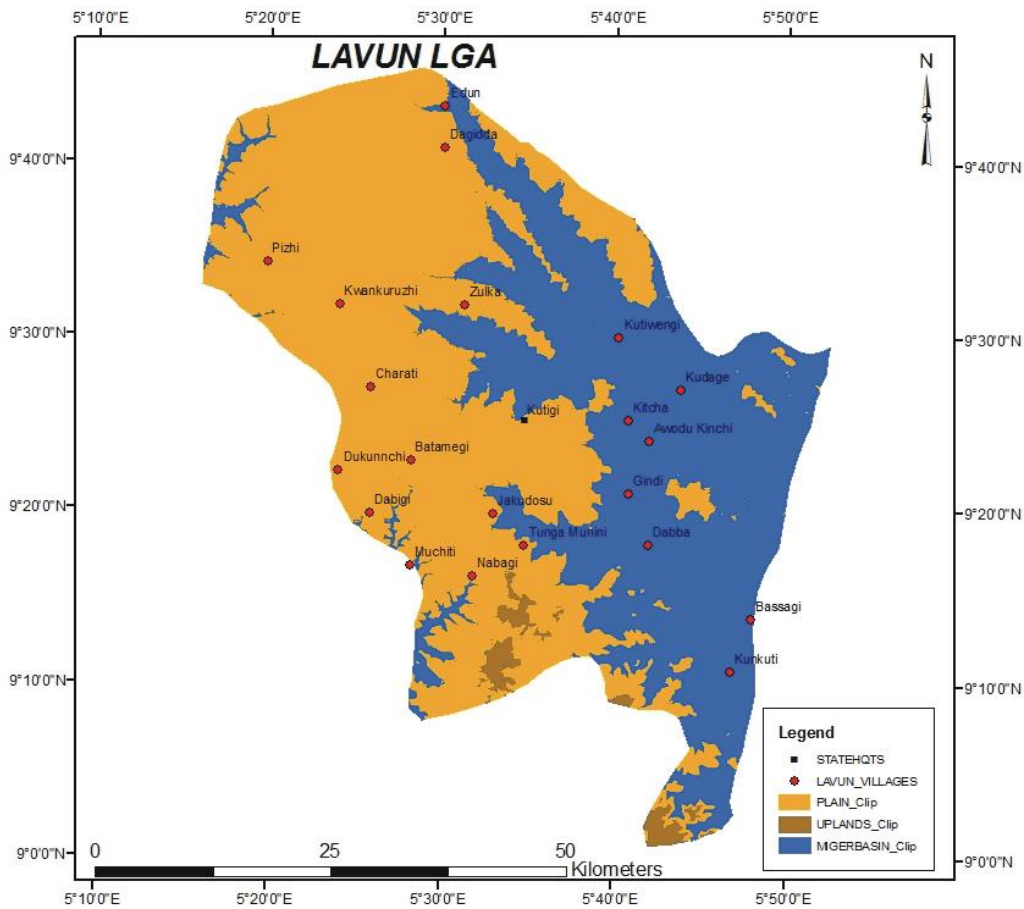 5°10'0"E 5°20'0"E 5°30'0"E 5°40'0"E 5°50'0"E
LAVUN LGA
N
Edun
Dagidda
9°40'0"N 9°40'0"N
Pizhi
Kwankuruzhi Zulka
9°30'0"N Kutiwengi 9°30'0"N
Charati Kudage
Kutigi Kitcha
Awodu Kinchi
Batamegi
Dukunnchi
Gindi
Dabigi Jakudosu
9°20'0"N 9°20'0"N
Tunga Munini Dabba
Muchiti Nabagi
Bassagi
Kunkuti
9°10'0"N 9°10'0"N
Legend
STATEHQTS
LAVUN_VILLAGES
PLAIN_Clip
UPLANDS_Clip
MIGERBASIN_Clip
9°0'0"N 9°0'0"N
0 25 50
Kilometers
5°10'0"E 5°20'0"E 5°30'0"E 5°40'0"E 5°50'0"E